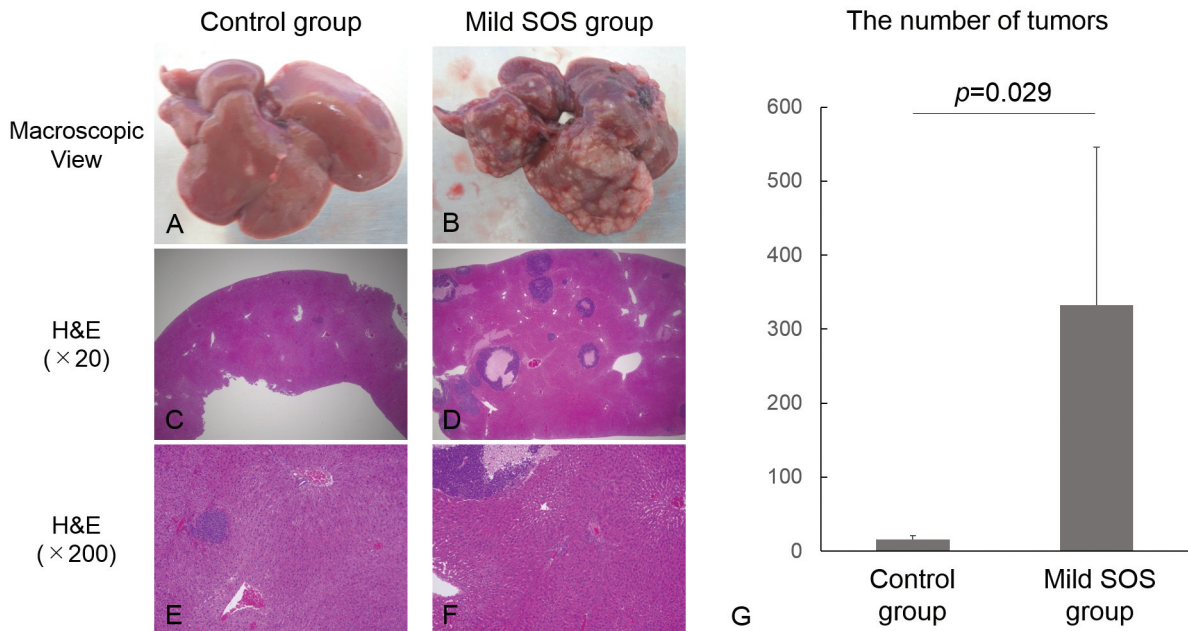 Control group
Mild SOS group
The number of tumors
Macroscopic
View
A
B
H&E
(×20)
C
D
H&E
(×200)
E
F
p=0.029
600
500
400
300
200
100
0
Control
group
Mild SOS
group
G